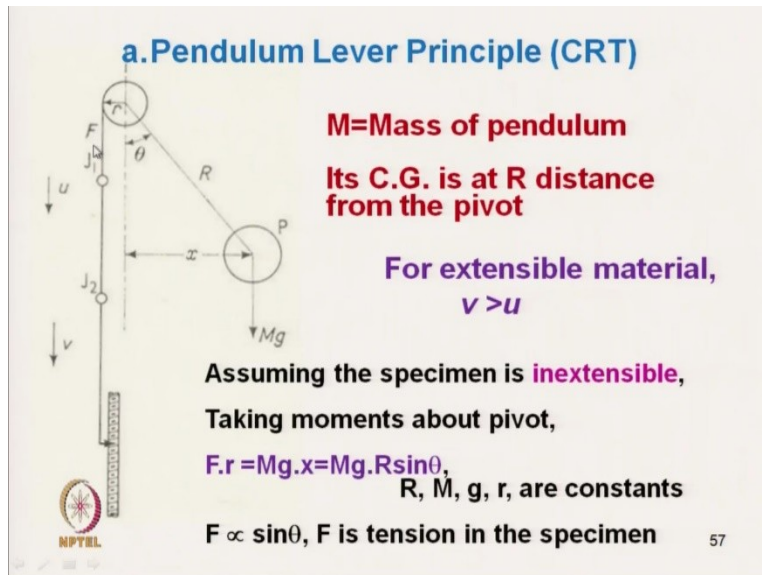 a.Pendulum Lever Principle (CRT)
r
F
θ
J1
R
M=Mass of pendulum
Its C.G. is at R distance
from the pivot
u
P
x
For extensible material,
v >u
J2
v
Mg
Assuming the specimen is inextensible,
Taking moments about pivot,
F.r =Mg.x=Mg.Rsinθ,
R, M, g, r, are constants
F ∝ sinθ, F is tension in the specimen
NPTEL
57